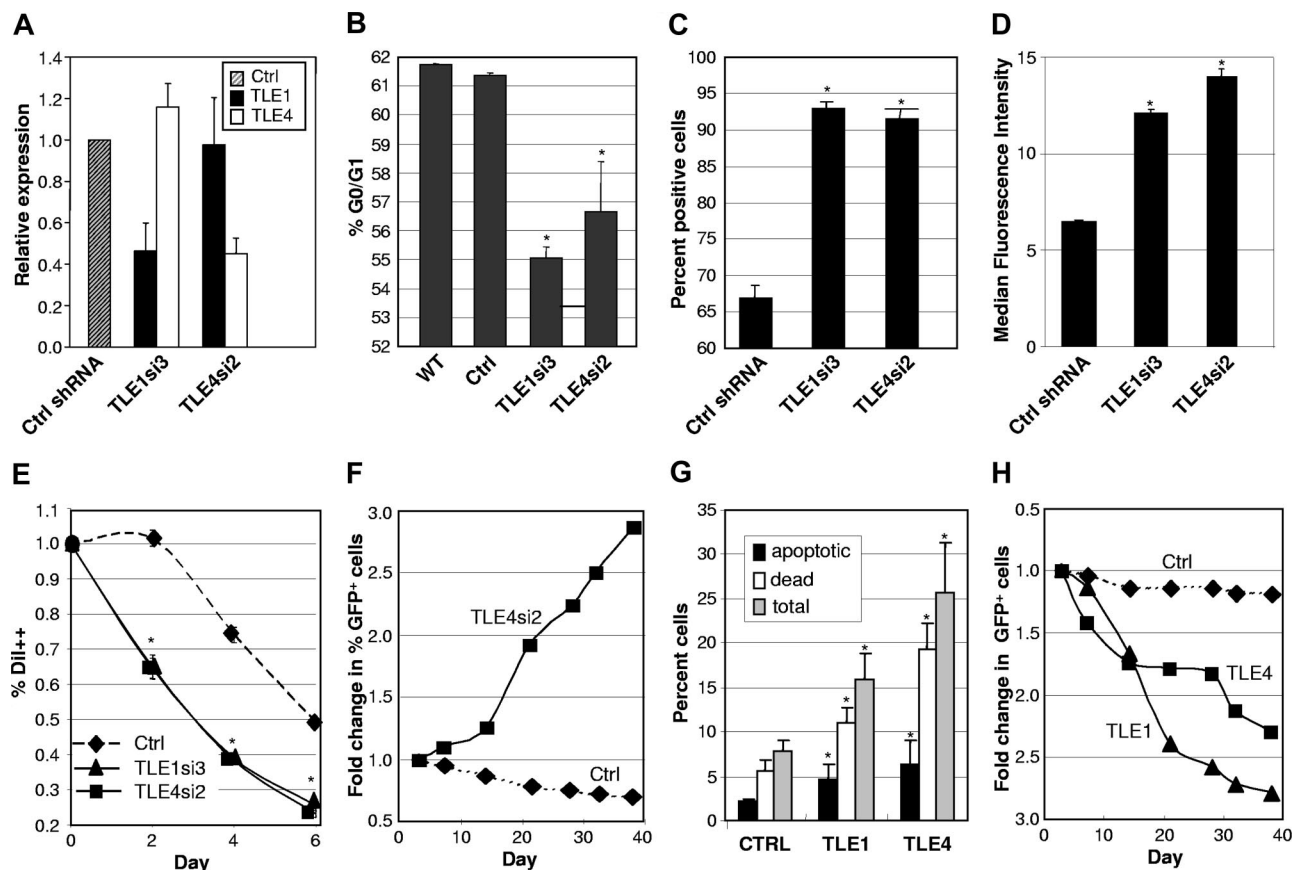 A
Relative expression
1.4
1.2
1.0
0.8
0.6
0.4
0.2
0.0
Ctrl
TLE1
TLE4
Ctrl shRNA
TLE1si3
TLE4si2
B
% G0/G1
62
61
60
59
58
57
56
55
54
53
52
*
*
WT
Ctrl
TLE1si3
TLE4si2
C
Percent positive cells
100
95
90
85
80
75
70
65
60
*
*
Ctrl shRNA
TLE1si3
TLE4si2
D
Median Fluorescence Intensity
15
10
5
0
*
*
Ctrl shRNA
TLE1si3
TLE4si2
E
% Dil++
1.1
1.0
0.9
0.8
0.7
0.6
0.5
0.4
0.3
0.2
*
*
*
Ctrl
TLE1si3
TLE4si2
0 2 4 6
Day
F
Fold change in % GFP+ cells
3.0
2.5
2.0
1.5
1.0
0.5
TLE4si2
Ctrl
0 10 20 30 40
Day
G
Percent cells
35
30
25
20
15
10
5
0
apoptotic
dead
total
* * *
* * *
CTRL TLE1 TLE4
H
Fold change in GFP+ cells
0.5
1.0
1.5
2.0
2.5
3.0
Ctrl
TLE4
TLE1
0 10 20 30 40
Day